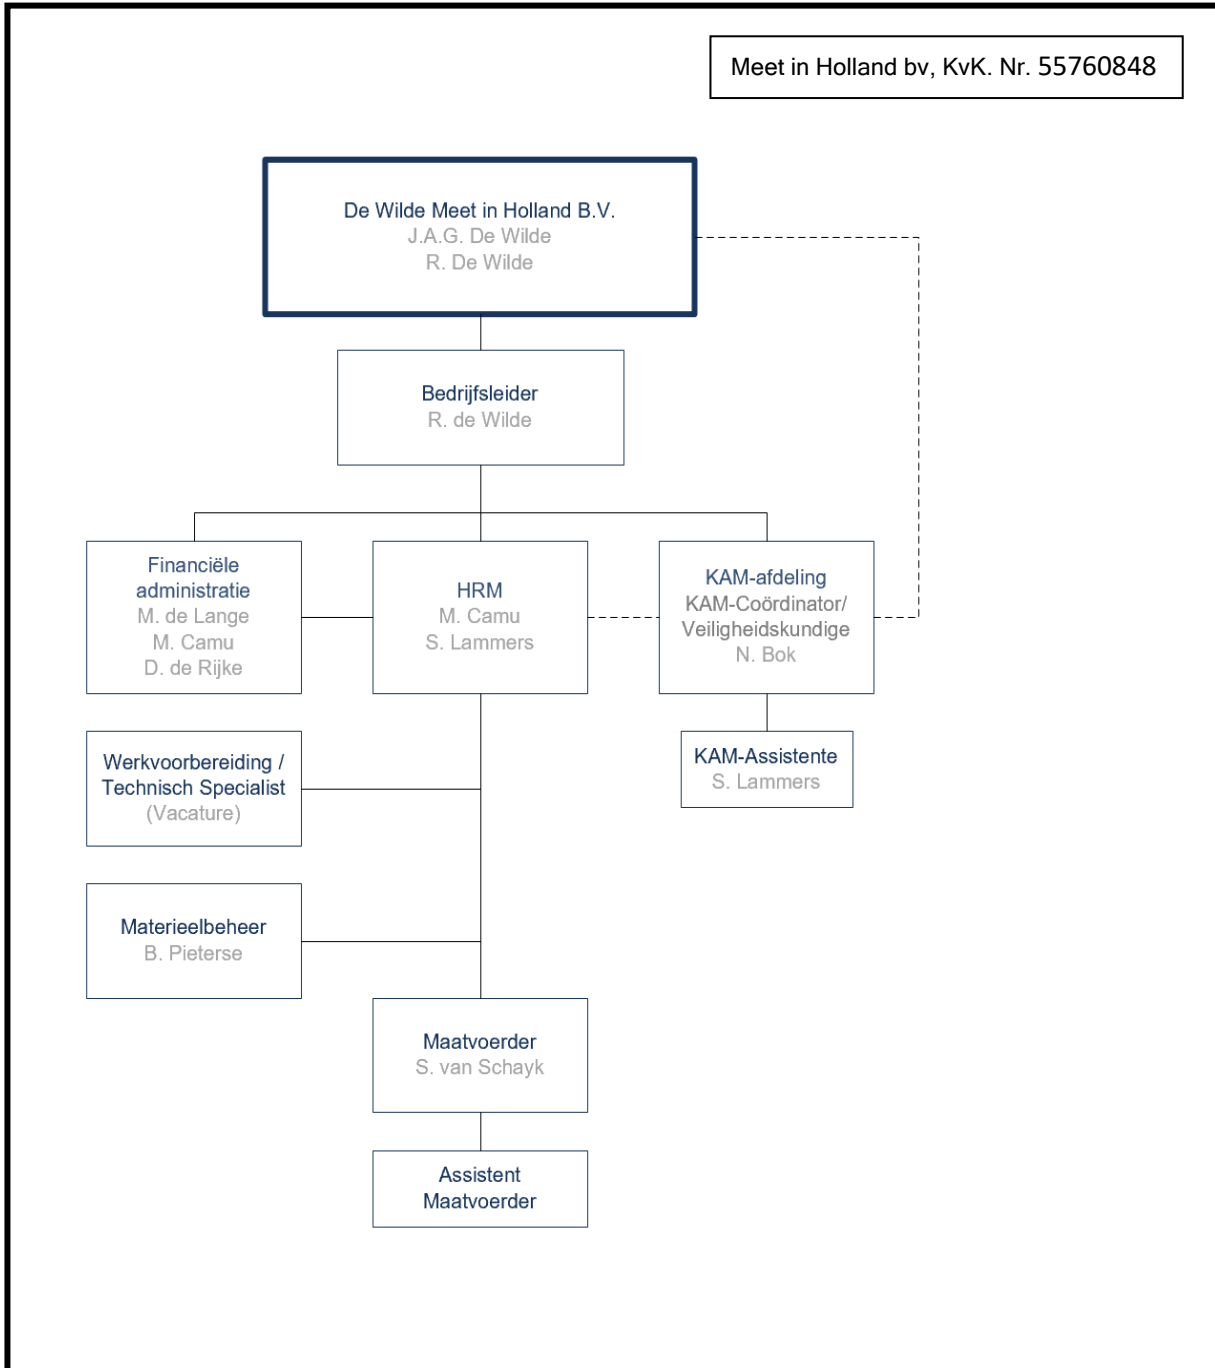 Meet in Holland bv, KvK. Nr. 55760848
De Wilde Meet in Holland B.V.
J.A.G. De Wilde
R. De Wilde
Bedrijfsleider
R. de Wilde
Financiële
administratie
M. de Lange
M. Camu
D. de Rijke
HRM
M. Camu
S. Lammers
KAM-afdeling
KAM-Coördinator/
Veiligheidskundige
N. Bok
Werkvoorbereiding /
Technisch Specialist
(Vacature)
KAM-Assistente
S. Lammers
Materieelbeheer
B. Pieterse
Maatvoerder
S. van Schayk
Assistent
Maatvoerder